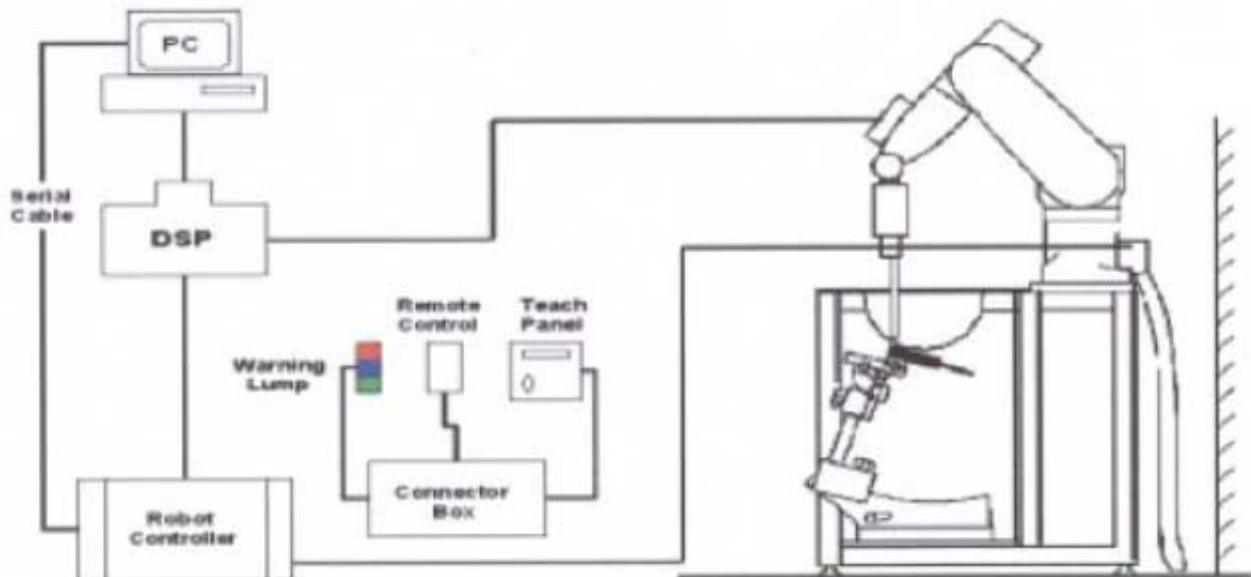 PC
Serial
Cable
DSP
Remote
Control
Teach
Panel
Warning
Lump
Connector
Box
Robot
Controller